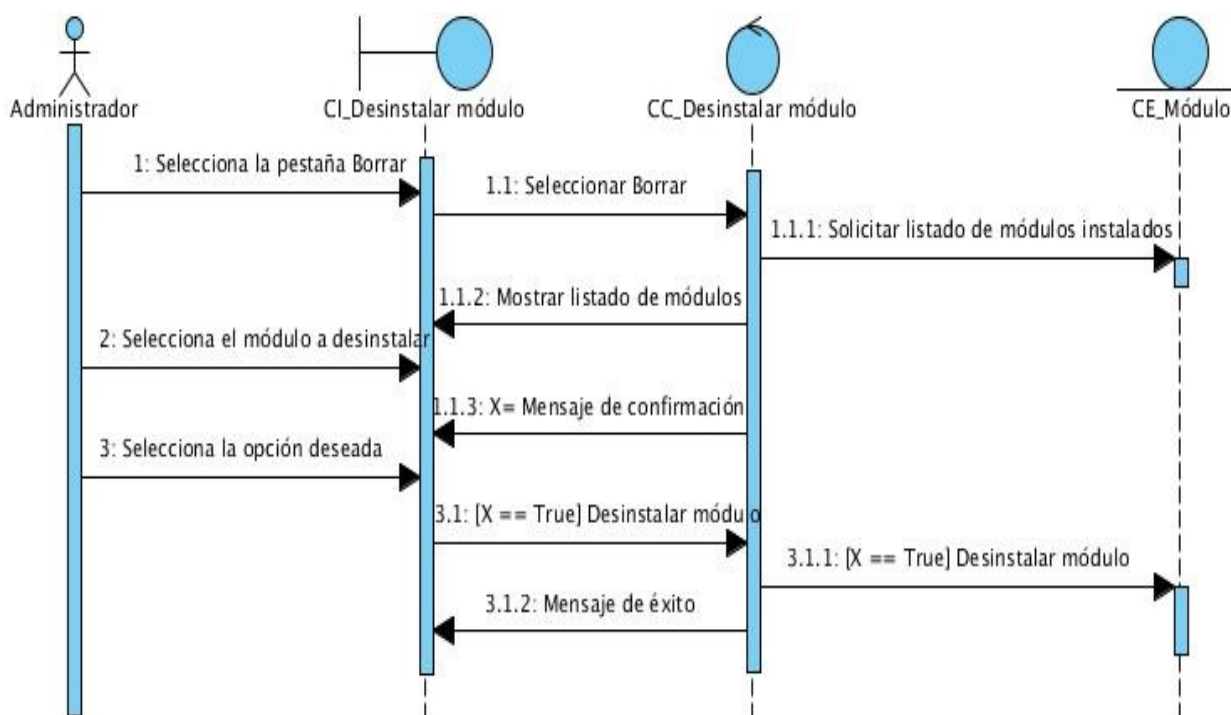 Administrador
CI_Desinstalar módulo
CC_Desinstalar módulo
CE_Módulo
1: Selecciona la pestaña Borrar
1.1: Seleccionar Borrar
1.1.1: Solicitar listado de módulos instalados
1.1.2: Mostrar listado de módulos
2: Selecciona el módulo a desinstalar
1.1.3: X= Mensaje de confirmación
3: Selecciona la opción deseada
3.1: [X == True] Desinstalar módulo
3.1.1: [X == True] Desinstalar módulo
3.1.2: Mensaje de éxito